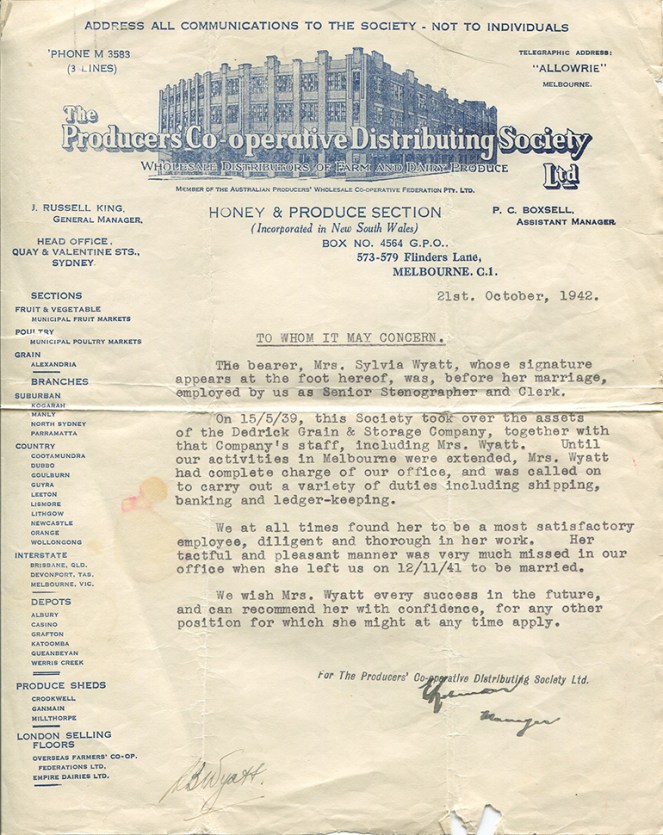 ADDRESS ALL COMMUNICATIONS TO THE SOCIETY - NOT TO INDIVIDUALS
'PHONE M 3583
(3 LINES)
TELEGRAPHIC ADDRESS:
"ALLOWRIE"
MELBOURNE.
The
Producers' Co-operative Distributing Society
Ltd
WHOLESALE DISTRIBUTORS OF FARM AND DAIRY PRODUCE
MEMBER OF THE AUSTRALIAN PRODUCERS' WHOLESALE CO-OPERATIVE FEDERATION PTY. LTD.
J. RUSSELL KING,
GENERAL MANAGER.
HEAD OFFICE.
QUAY & VALENTINE STS.,
SYDNEY.
HONEY & PRODUCE SECTION
(Incorporated in New South Wales)
BOX NO. 4564 G.P.O..
573-579 Flinders Lane,
MELBOURNE. C.1.
P. C. BOXSELL,
ASSISTANT MANAGER
SECTIONS
FRUIT & VEGETABLE
MUNICIPAL FRUIT MARKETS
POULTRY
MUNICIPAL POULTRY MARKETS
GRAIN
ALEXANDRIA
BRANCHES
SUBURBAN
KOGARAH
MANLY
NORTH SYDNEY
PARRAMATTA
COUNTRY
COOTAMUNDRA
DUBBO
GOULBURN
GUYRA
LEETON
LISMORE
LITHGOW
NEWCASTLE
ORANGE
WOLLONGONG
INTERSTATE
BRISBANE, QLD.
DEVONPORT, TAS.
MELBOURNE, VIC.
DEPOTS
ALBURY
CASINO
GRAFTON
KATOOMBA
QUEANBEYAN
WERRIS CREEK
PRODUCE SHEDS
CROOKWELL
GANMAIN
MILLTHORPE
LONDON SELLING
FLOORS
OVERSEAS FARMERS' CO-OP.
FEDERATIONS LTD.
EMPIRE DAIRIES LTD.
21st. October, 1942.
TO WHOM IT MAY CONCERN.
The bearer, Mrs. Sylvia Wyatt, whose signature
appears at the foot hereof, was, before her marriage,
employed by us as Senior Stenographer and Clerk.
On 15/5/39, this Society took over the assets
of the Dedrick Grain & Storage Company, together with
that Company's staff, including Mrs. Wyatt. Until
our activities in Melbourne were extended, Mrs. Wyatt
had complete charge of our office, and was called on
to carry out a variety of duties including shipping,
banking and ledger-keeping.
We at all times found her to be a most satisfactory
employee, diligent and thorough in her work. Her
tactful and pleasant manner was very much missed in our
office when she left us on 12/11/41 to be married.
We wish Mrs. Wyatt every success in the future,
and can recommend her with confidence, for any other
position for which she might at any time apply.
For The Producers' Co-operative Distributing Society Ltd.
Manager
Wyatt.